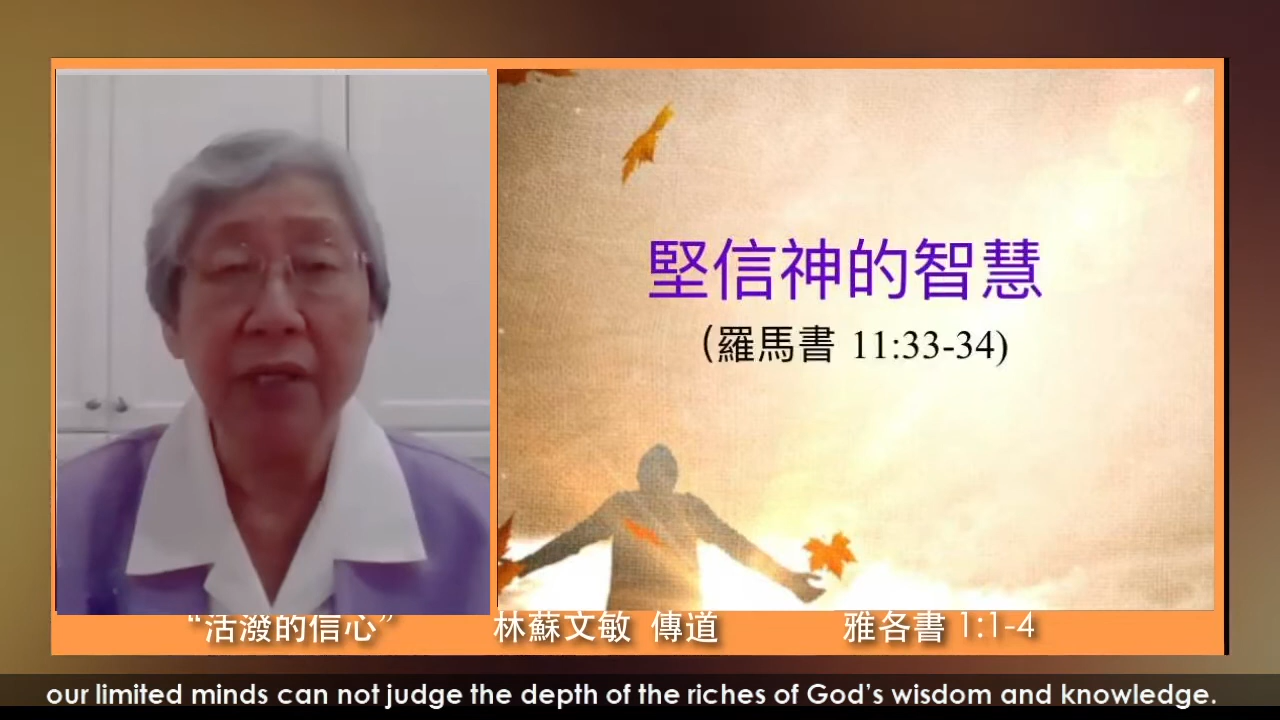 堅信神的智慧
(羅馬書 11:33-34)
“活潑的信心” 林蘇文敏 傳道 雅各書 1:1-4
our limited minds can not judge the depth of the riches of God’s wisdom and knowledge.